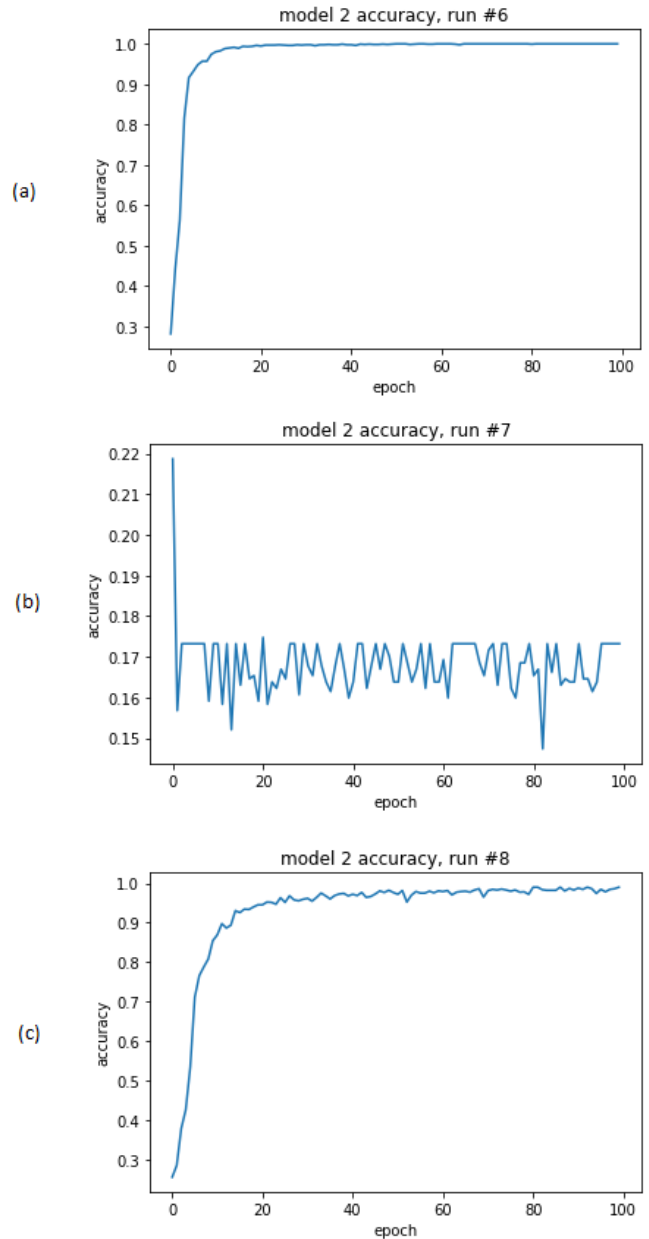 model 2 accuracy, run #6
1.0
0.9
0.8
0.7
0.6
0.5
0.4
0.3
accuracy
(a)
0 20 40 60 80 100
epoch
model 2 accuracy, run #7
0.22
0.21
0.20
0.19
0.18
0.17
0.16
0.15
accuracy
(b)
0 20 40 60 80 100
epoch
model 2 accuracy, run #8
1.0
0.9
0.8
0.7
0.6
0.5
0.4
0.3
accuracy
(c)
0 20 40 60 80 100
epoch